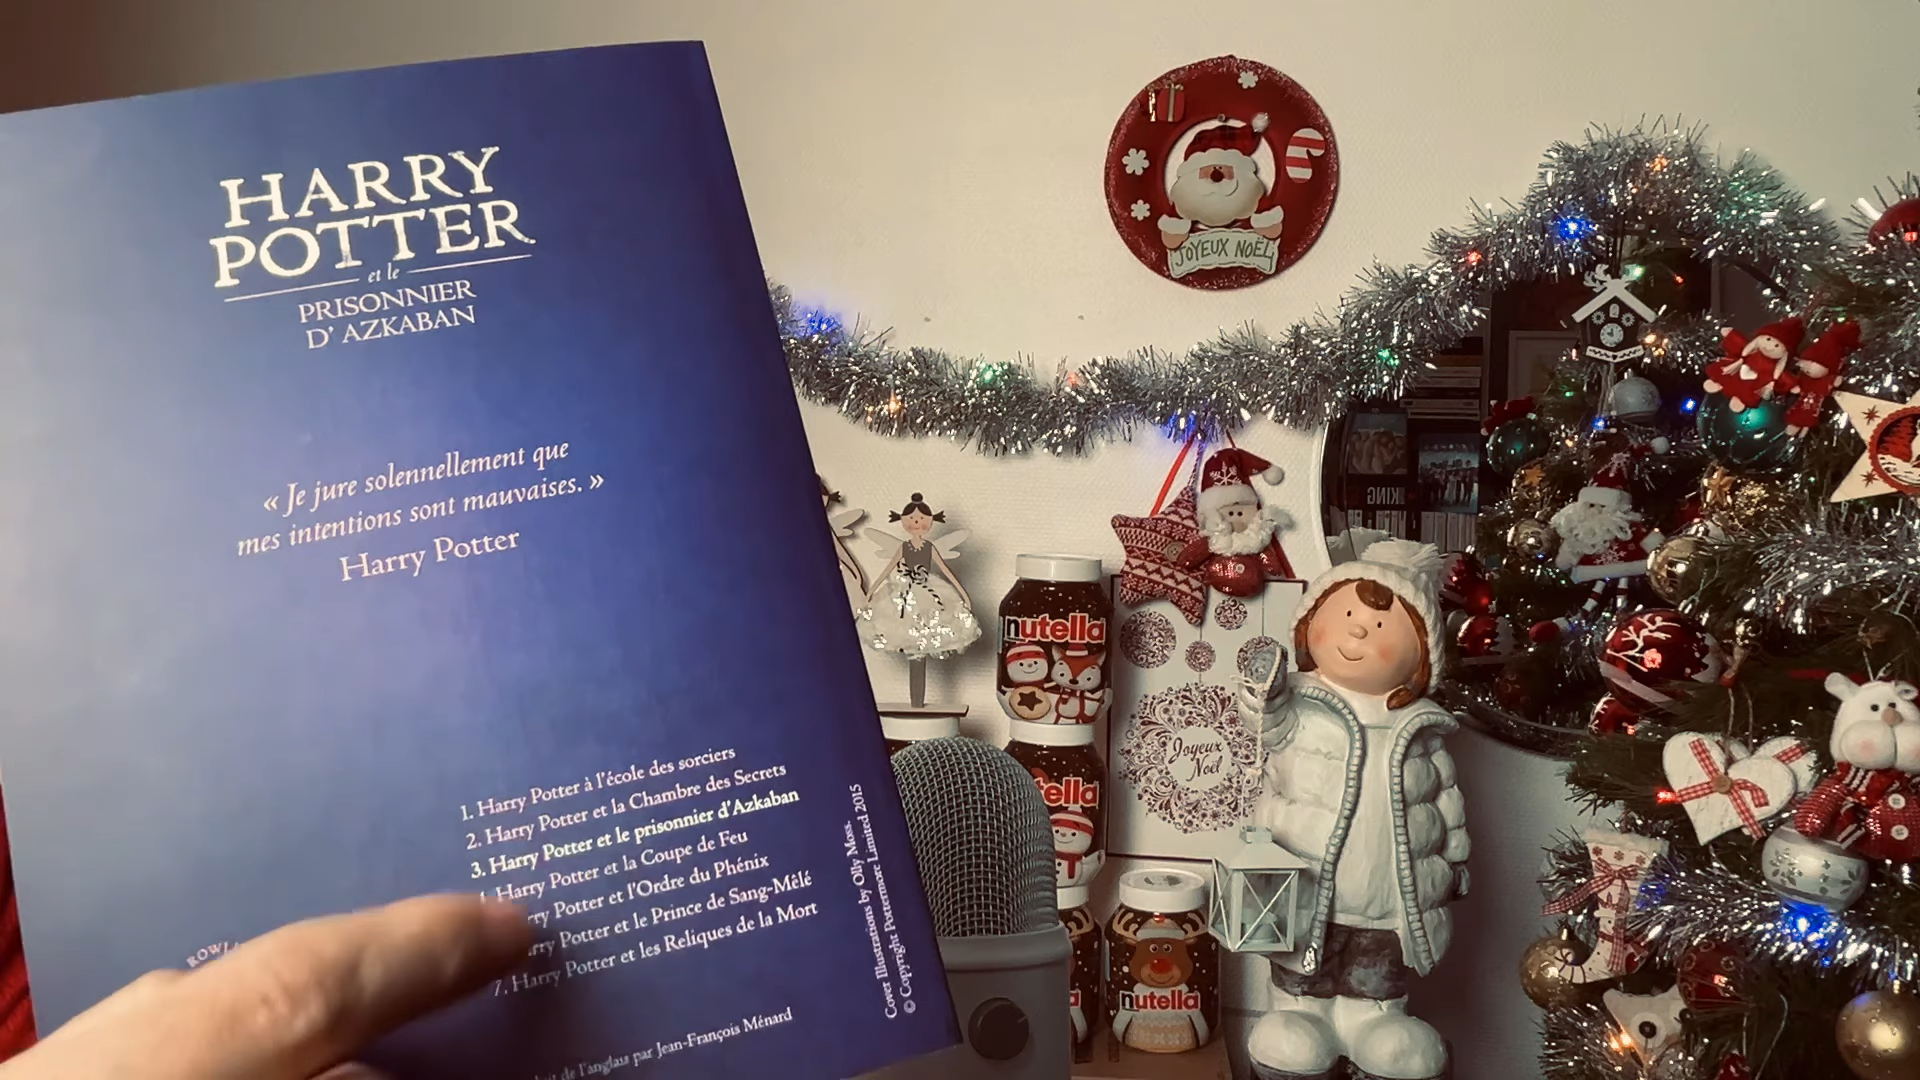 HARRY
POTTER
et le
PRISONNIER
D' AZKABAN
« Je jure solennellement que
mes intentions sont mauvaises. »
Harry Potter
1. Harry Potter à l'école des sorciers
2. Harry Potter et la Chambre des Secrets
3. Harry Potter et le prisonnier d'Azkaban
Harry Potter et la Coupe de Feu
Potter et l'Ordre du Phénix
Potter et le Prince de Sang-Mêlé
7. Harry Potter et les Reliques de la Mort
de l'anglais par Jean-François Ménard
Cover Illustrations by Olly Moss.
© Copyright Pottermore Limited 2015
JOYEUX NOËL
nutella
Joyeux
Noël
nutella
KING